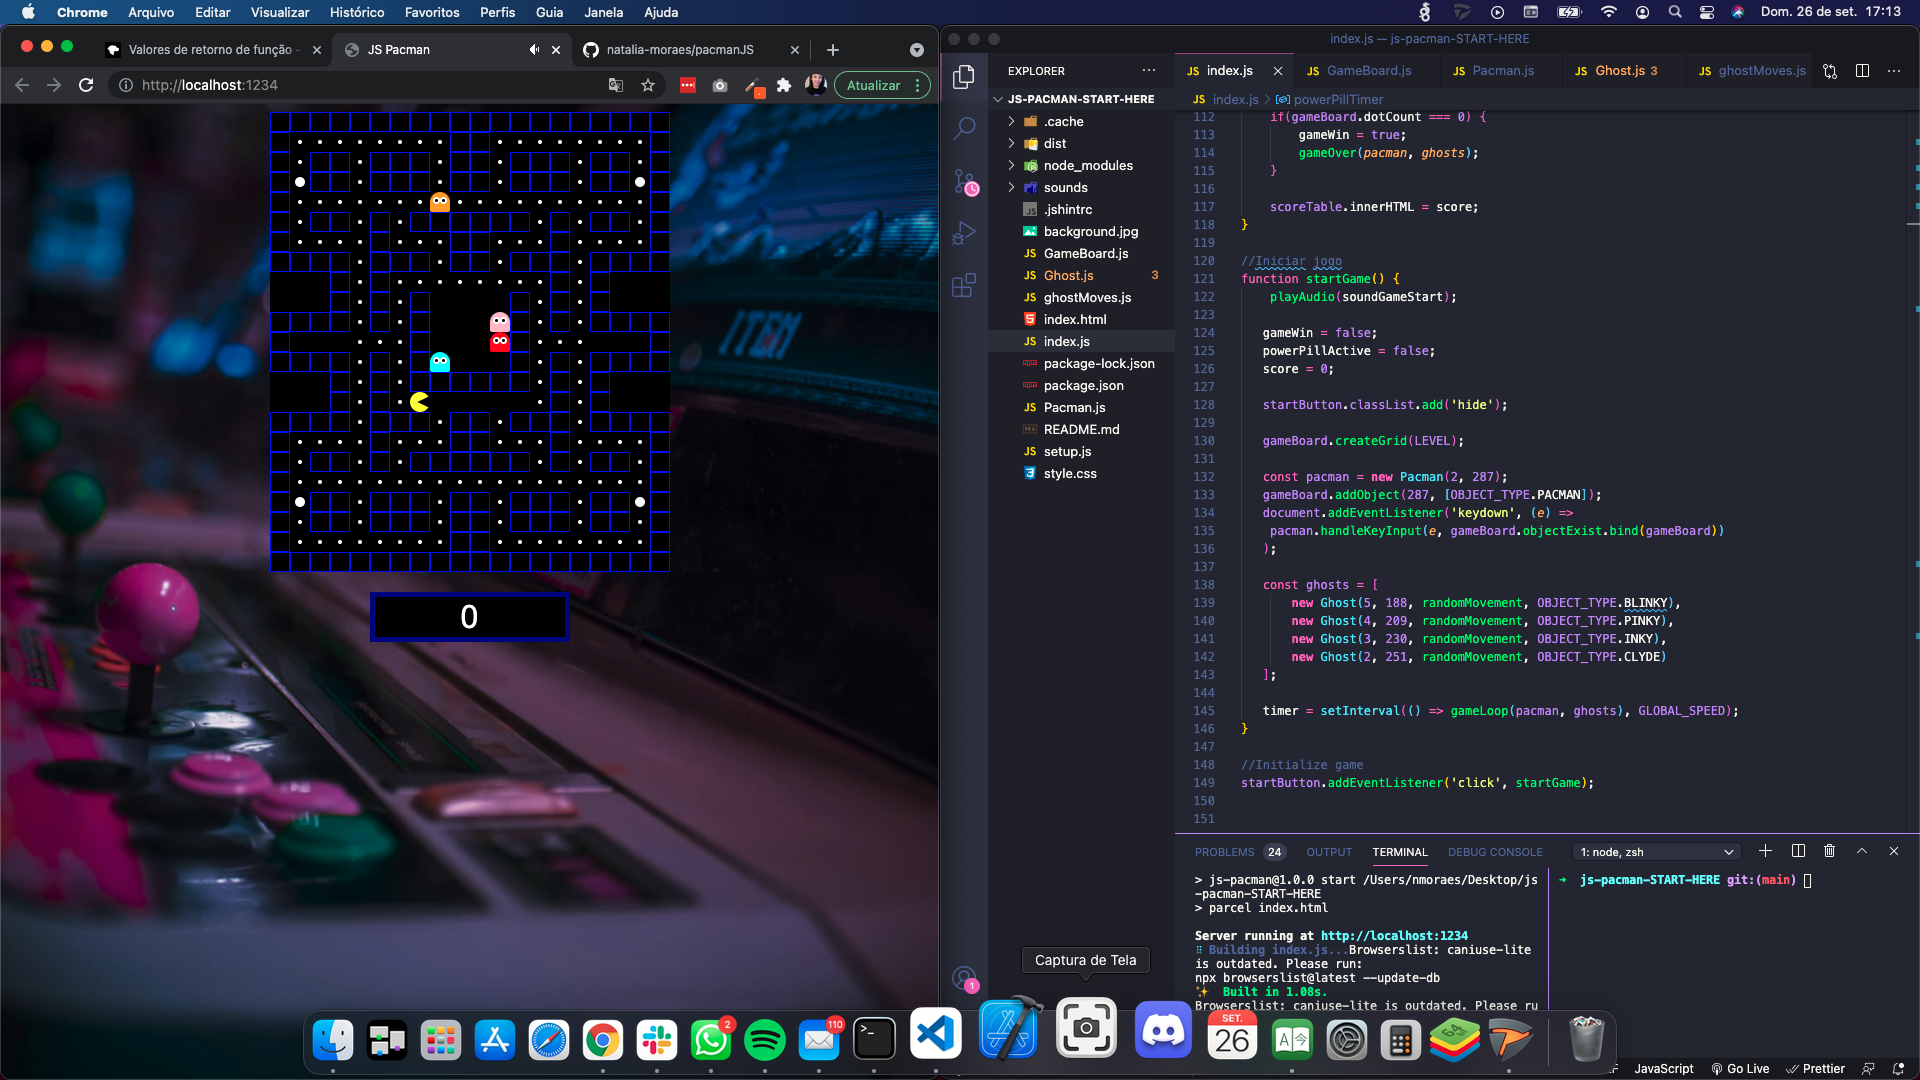 Chrome Arquivo Editar Visualizar Histórico Favoritos Perfis Guia Janela Ajuda
Dom. 26 de set. 17:13
Valores de retorno de função -
JS Pacman
natalia-moraes/pacmanJS
http://localhost:1234
Atualizar
ITEM
0
index.js — js-pacman-START-HERE
EXPLORER
JS-PACMAN-START-HERE
.cache
dist
node_modules
sounds
.jshintrc
background.jpg
JS GameBoard.js
JS Ghost.js 3
JS ghostMoves.js
index.html
JS index.js
package-lock.json
package.json
JS Pacman.js
README.md
JS setup.js
style.css
1
JS index.js
JS GameBoard.js
JS Pacman.js
JS Ghost.js 3
JS ghostMoves.js
JS index.js > powerPillTimer
112 if(gameBoard.dotCount === 0) {
113 gameWin = true;
114 gameOver(pacman, ghosts);
115 }
116
117 scoreTable.innerHTML = score;
118 }
119
120 //Iniciar jogo
121 function startGame() {
122 playAudio(soundGameStart);
123
124 gameWin = false;
125 powerPillActive = false;
126 score = 0;
127
128 startButton.classList.add('hide');
129
130 gameBoard.createGrid(LEVEL);
131
132 const pacman = new Pacman(2, 287);
133 gameBoard.addObject(287, [OBJECT_TYPE.PACMAN]);
134 document.addEventListener('keydown', (e) =>
135 pacman.handleKeyInput(e, gameBoard.objectExist.bind(gameBoard))
136 );
137
138 const ghosts = [
139 new Ghost(5, 188, randomMovement, OBJECT_TYPE.BLINKY),
140 new Ghost(4, 209, randomMovement, OBJECT_TYPE.PINKY),
141 new Ghost(3, 230, randomMovement, OBJECT_TYPE.INKY),
142 new Ghost(2, 251, randomMovement, OBJECT_TYPE.CLYDE)
143 ];
144
145 timer = setInterval(() => gameLoop(pacman, ghosts), GLOBAL_SPEED);
146 }
147
148 //Initialize game
149 startButton.addEventListener('click', startGame);
150
151
PROBLEMS 24 OUTPUT TERMINAL DEBUG CONSOLE
1: node, zsh
> js-pacman@1.0.0 start /Users/nmoraes/Desktop/js
-pacman-START-HERE
> parcel index.html
Server running at http://localhost:1234
Building index.js...Browserslist: caniuse-lite
is outdated. Please run:
npx browserslist@latest --update-db
Built in 1.08s.
Browserslist: caniuse-lite is outdated. Please ru
js-pacman-START-HERE git:(main)
Captura de Tela
2
110
SET.
26
64 BIT
JavaScript Go Live Prettier